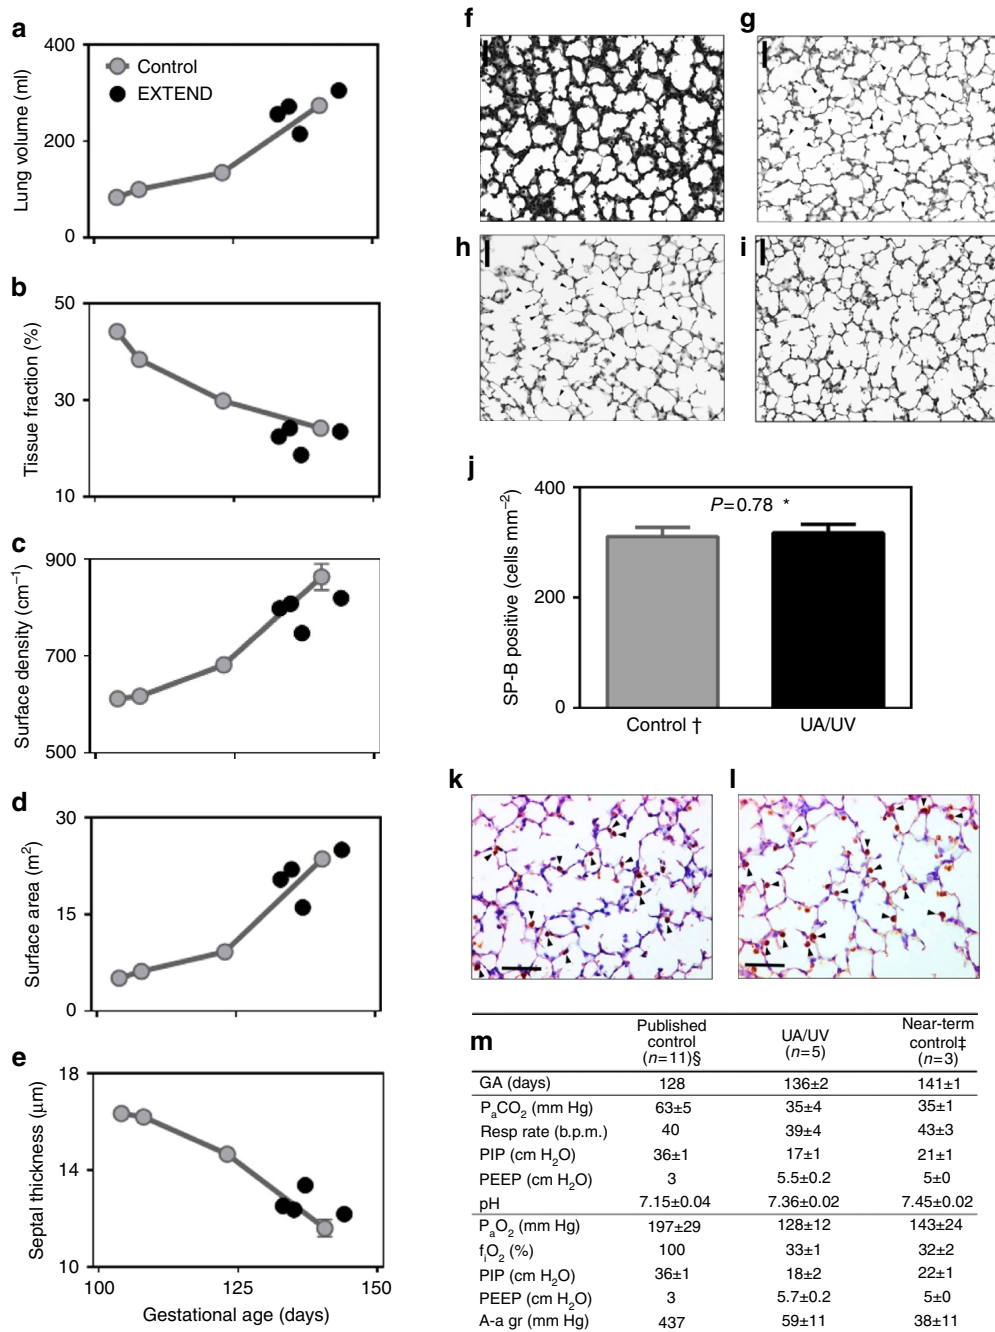 a
400
Control
EXTEND
200
0
Lung volume (ml)
b
50
30
10
Tissue fraction (%)
c
900
700
500
Surface density (cm⁻¹)
d
30
15
0
Surface area (m²)
e
18
14
10
Septal thickness (μm)
100
125
150
Gestational age (days)
f
g
h
i
j
400
200
0
SP-B positive (cells mm⁻²)
P=0.78 *
Control †
UA/UV
k
l
m
Published control (n=11)§ UA/UV (n=5) Near-term control‡ (n=3)
GA (days) 128 136±2 141±1
PₐCO₂ (mm Hg) 63±5 35±4 35±1
Resp rate (b.p.m.) 40 39±4 43±3
PIP (cm H₂O) 36±1 17±1 21±1
PEEP (cm H₂O) 3 5.5±0.2 5±0
pH 7.15±0.04 7.36±0.02 7.45±0.02
PₐO₂ (mm Hg) 197±29 128±12 143±24
fᵢO₂ (%) 100 33±1 32±2
PIP (cm H₂O) 36±1 18±2 22±1
PEEP (cm H₂O) 3 5.7±0.2 5±0
A-a gr (mm Hg) 437 59±11 38±11